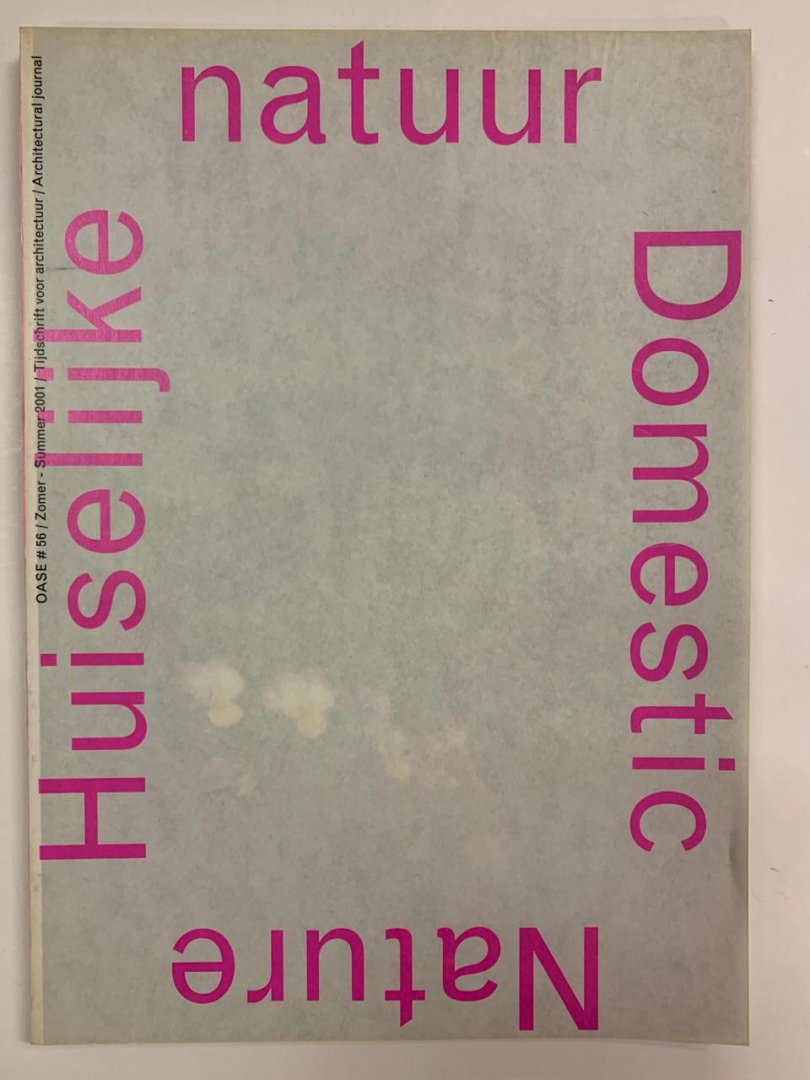 OASE # 56 / Zomer - Summer 2001 / Tijdschrift voor architectuur / Architectural journal
Huiselijke
natuur
Domestic
Nature